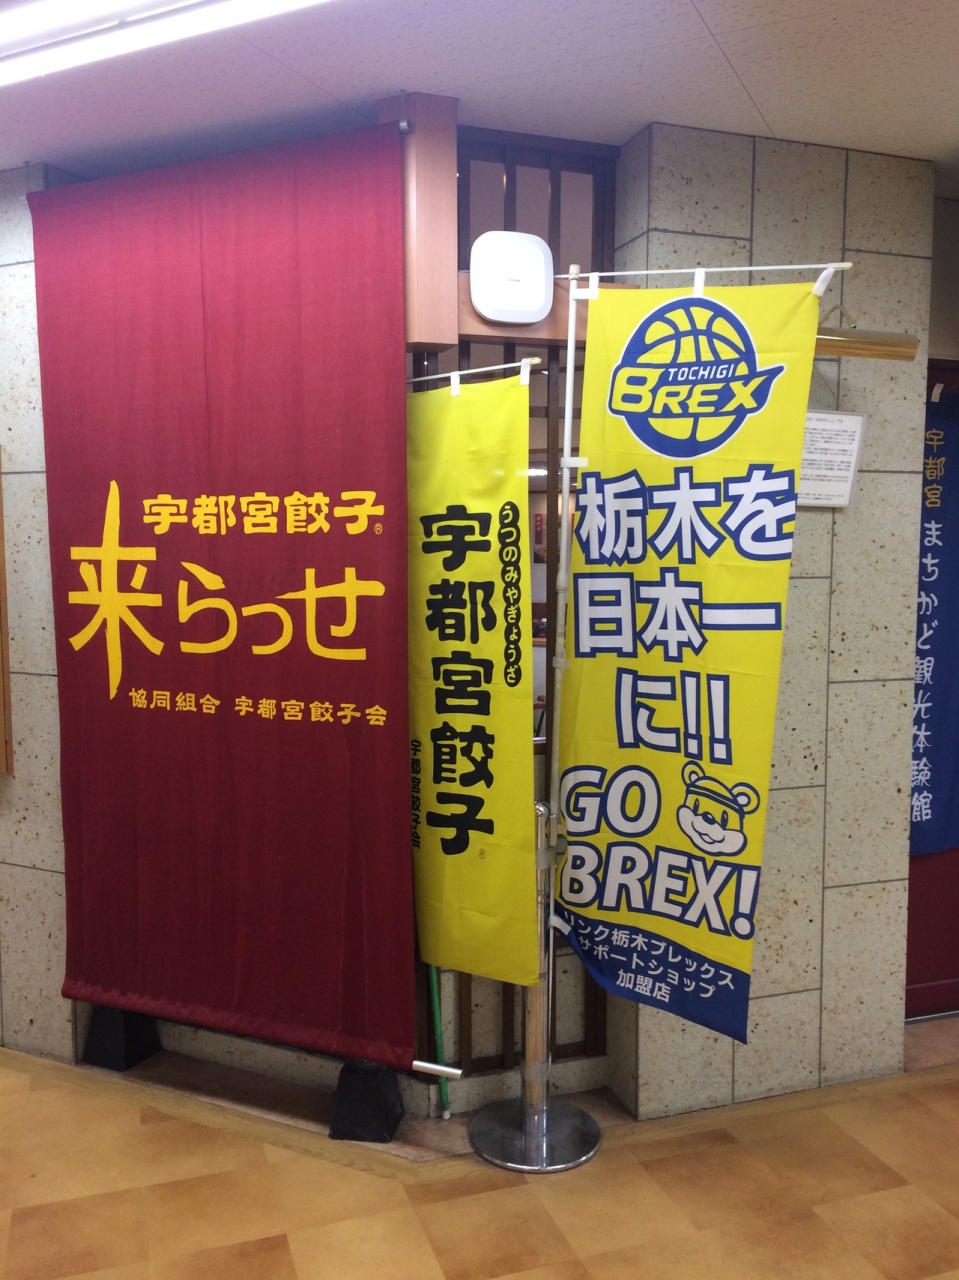 宇都宮餃子®
来らっせ
協同組合 宇都宮餃子会
うつのみやぎょうざ
宇都宮餃子®
宇都宮餃子会
TOCHIGI
BREX
栃木を
日本一
に!!
GO
BREX!
リンク栃木ブレックス
サポートショップ
加盟店
宇都宮 まちかど観光体験館